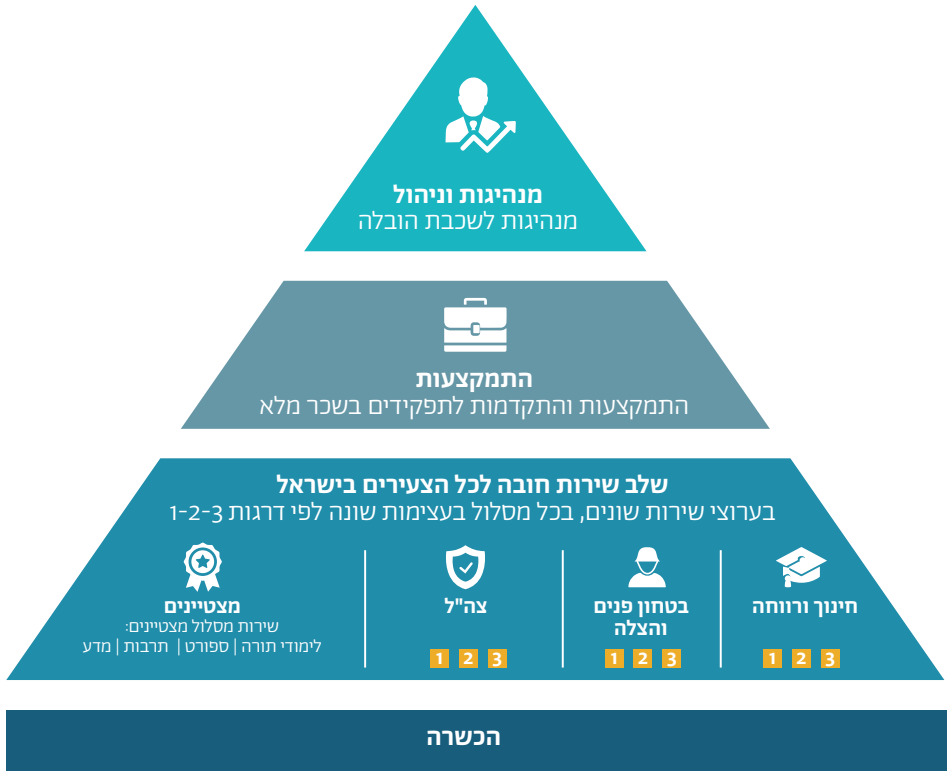 מנהיגות וניהול
מנהיגות לשכבת הובלה
התמקצעות
התמקצעות והתקדמות לתפקידים בשכר מלא
שלב שירות חובה לכל הצעירים בישראל
בערוצי שירות שונים, בכל מסלול בעצימות שונה לפי דרגות 1-2-3
חינוך ורווחה
1 2 3
בטחון פנים
והצלה
1 2 3
צה"ל
1 2 3
מצטיינים
שירות מסלול מצטיינים:
לימודי תורה | ספורט | תרבות | מדע
הכשרה